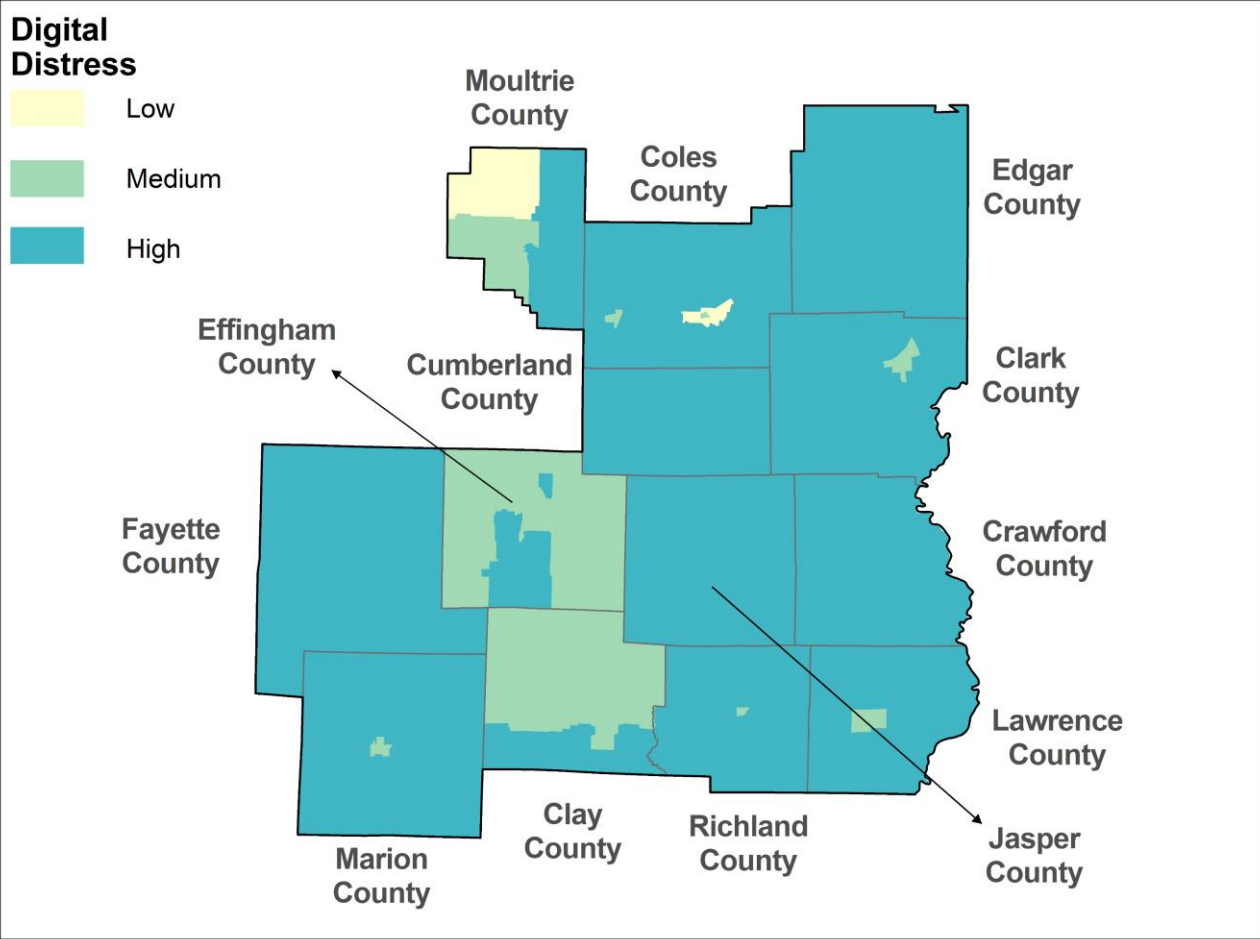 Digital
Distress
Low
Medium
High
Moultrie
County
Coles
County
Edgar
County
Effingham
County
Cumberland
County
Clark
County
Fayette
County
Crawford
County
Lawrence
County
Clay
County
Richland
County
Jasper
County
Marion
County